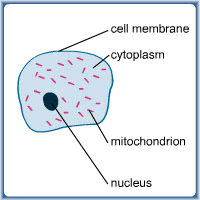 cell membrane
cytoplasm
mitochondrion
nucleus